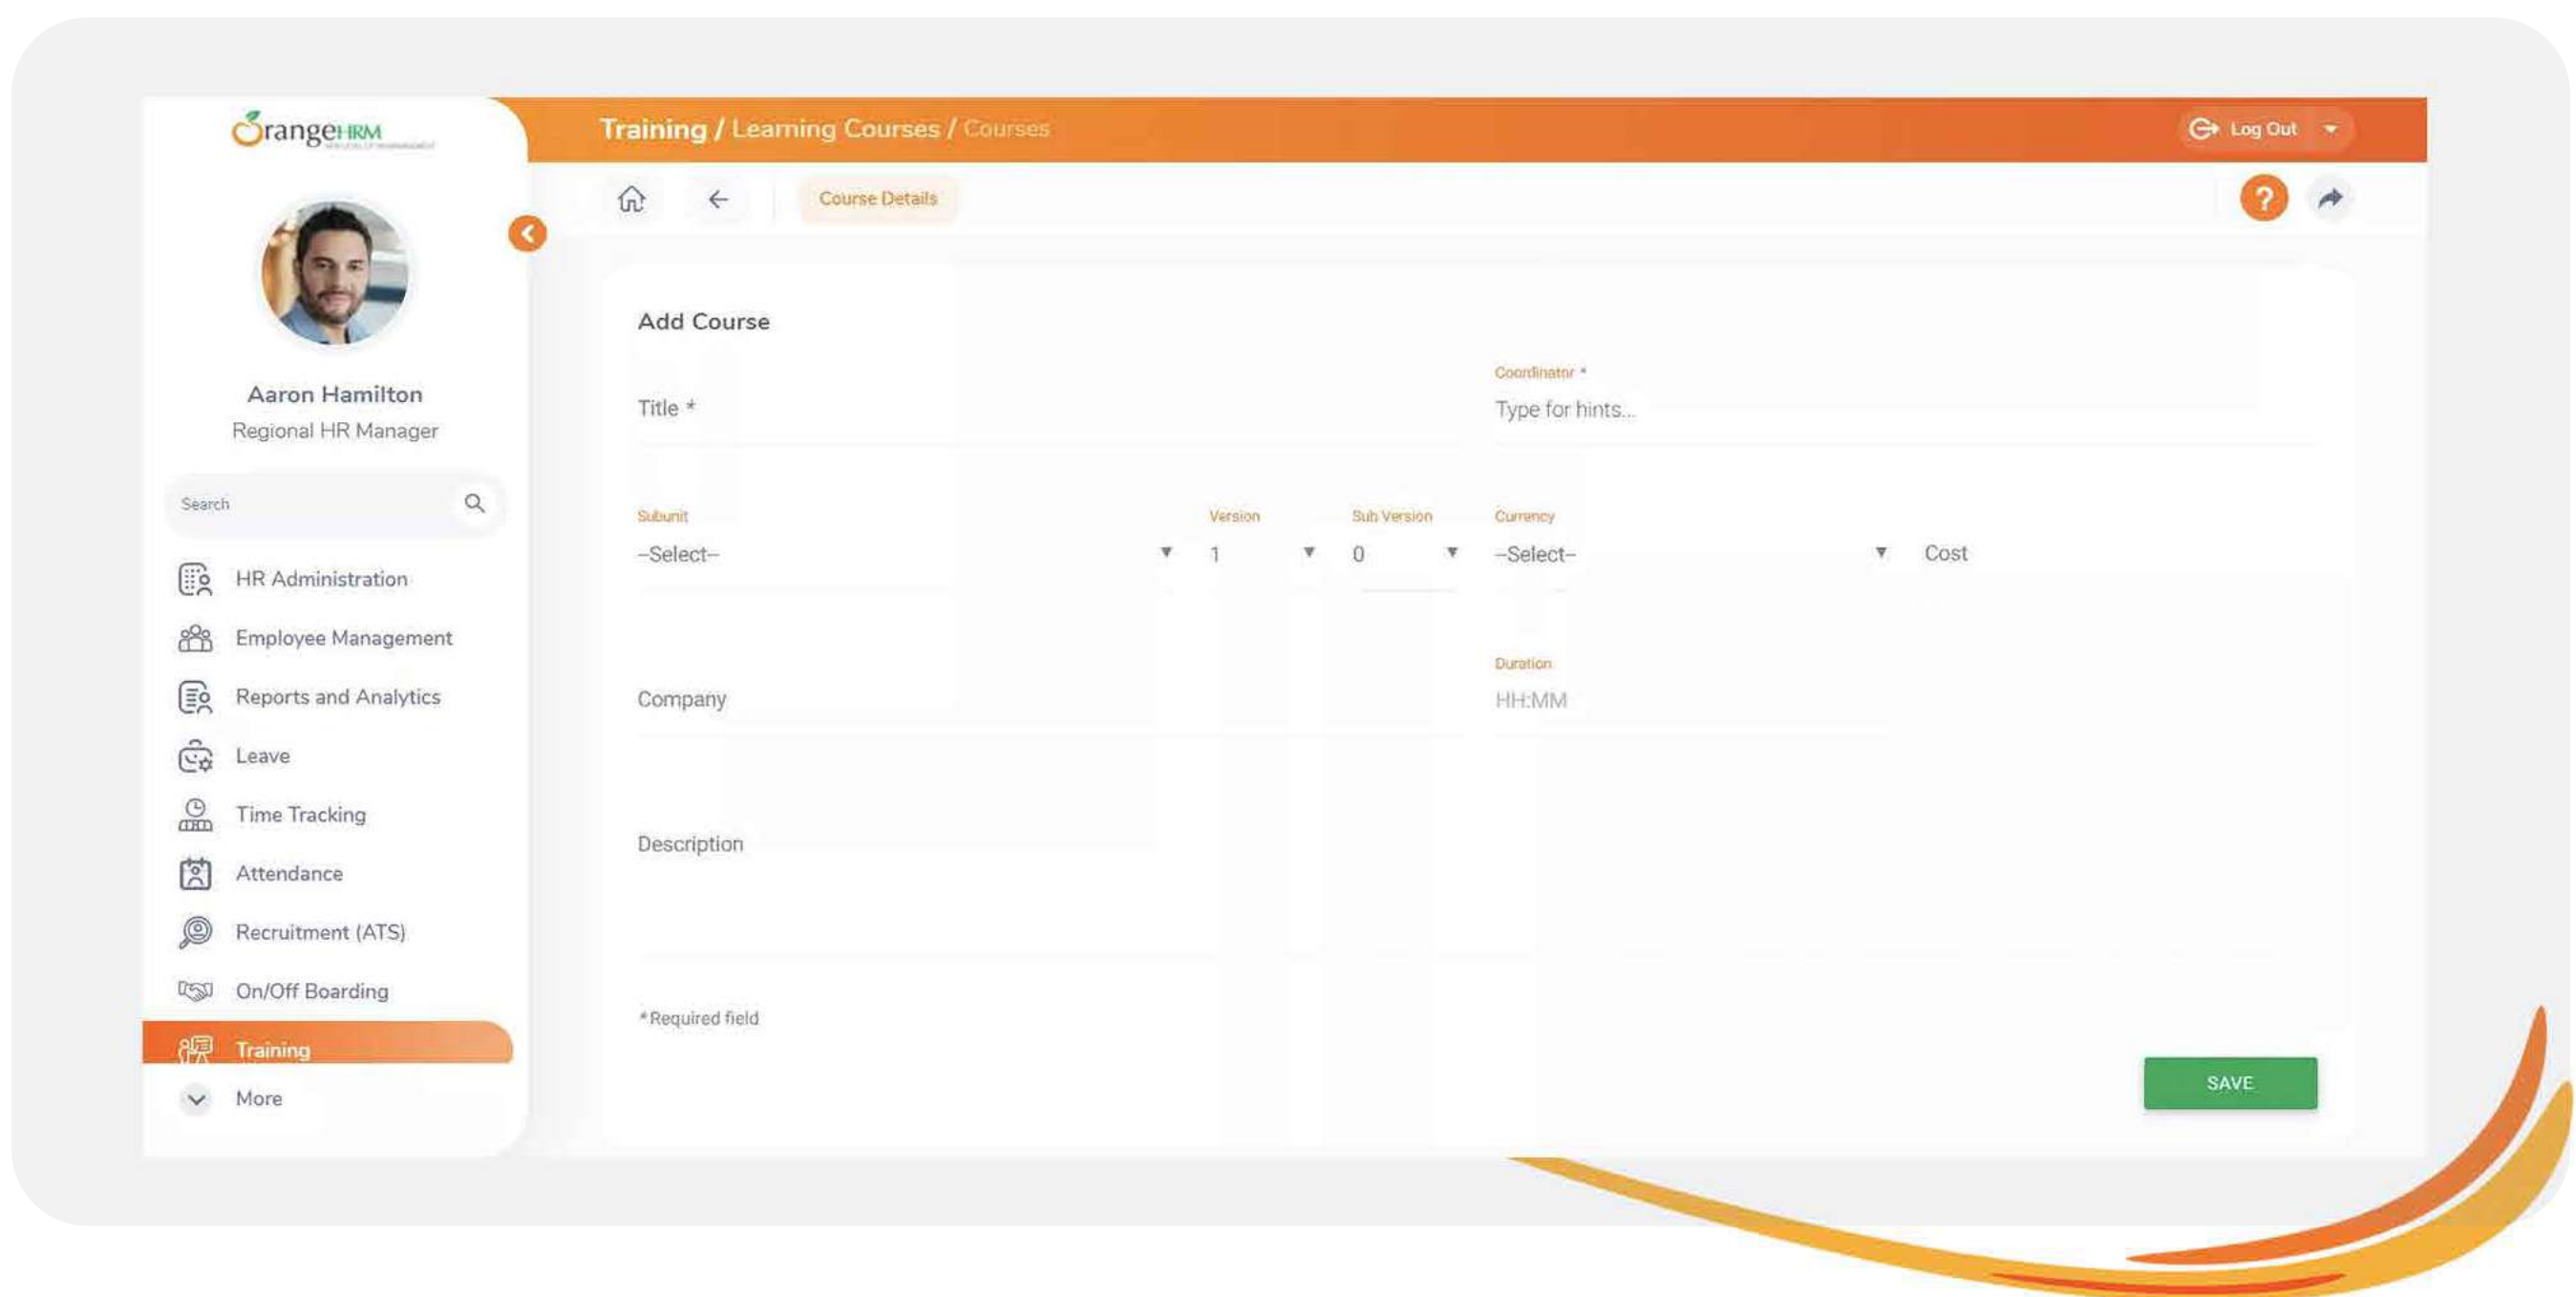 OrangeHRM
Training / Learning Courses / Courses
Log Out
Course Details
?
Aaron Hamilton
Regional HR Manager
Search
HR Administration
Employee Management
Reports and Analytics
Leave
Time Tracking
Attendance
Recruitment (ATS)
On/Off Boarding
Training
More
Add Course
Title *
Coordinator *
Type for hints...
Subunit
--Select--
Version
1
Sub Version
0
Currency
--Select--
Cost
Company
Duration
HH:MM
Description
* Required field
SAVE